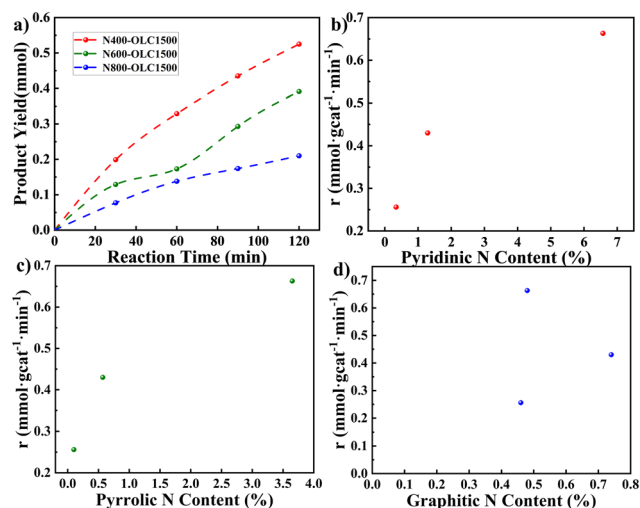 a)
Product Yield(mmol)
0.6
0.5
0.4
0.3
0.2
0.1
0.0
N400-OLC1500
N600-OLC1500
N800-OLC1500
0 20 40 60 80 100 120
Reaction Time (min)
b)
r (mmol·gcat⁻¹·min⁻¹)
0.7
0.6
0.5
0.4
0.3
0.2
0 1 2 3 4 5 6 7
Pyridinic N Content (%)
c)
r (mmol·gcat⁻¹·min⁻¹)
0.7
0.6
0.5
0.4
0.3
0.2
0.0 0.5 1.0 1.5 2.0 2.5 3.0 3.5 4.0
Pyrrolic N Content (%)
d)
r (mmol·gcat⁻¹·min⁻¹)
0.7
0.6
0.5
0.4
0.3
0.2
0.1
0.0
0.0 0.1 0.2 0.3 0.4 0.5 0.6 0.7 0.8
Graphitic N Content (%)